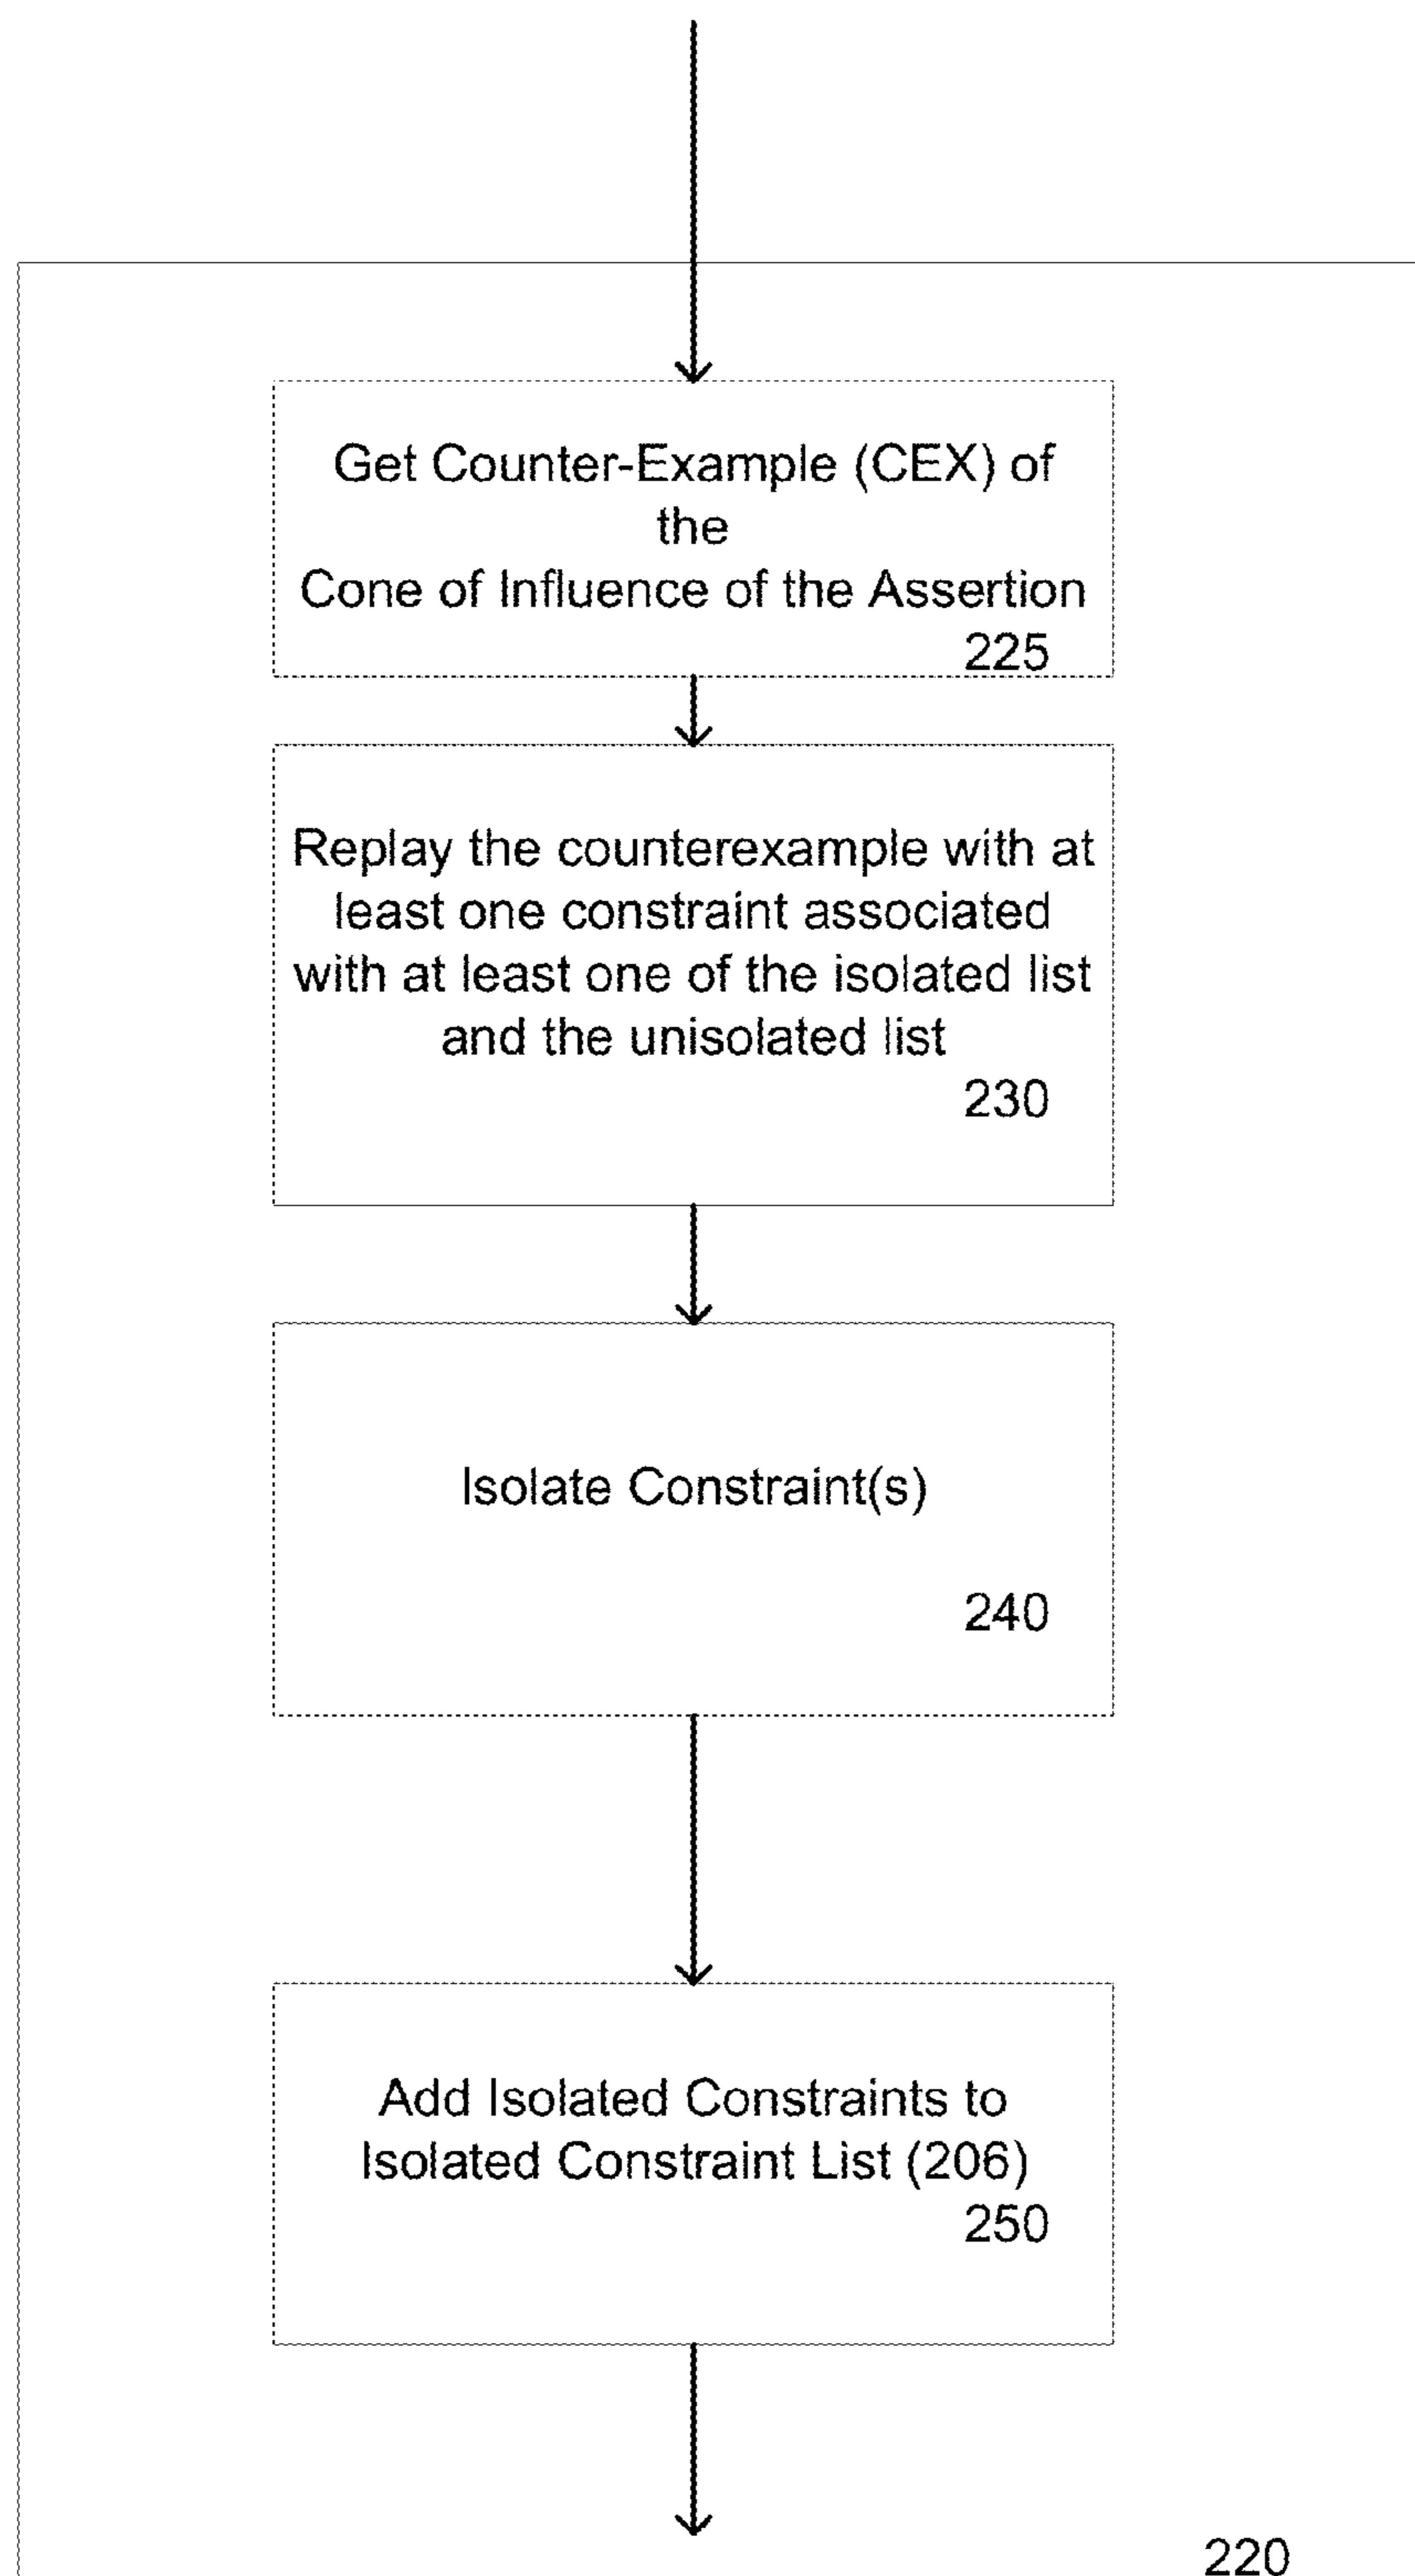 Get Counter-Example (CEX) of
the
Cone of Influence of the Assertion
225
Replay the counterexample with at
least one constraint associated
with at least one of the isolated list
and the unisolated list
230
Isolate Constraint(s)
240
Add Isolated Constraints to
Isolated Constraint List (206)
250
220